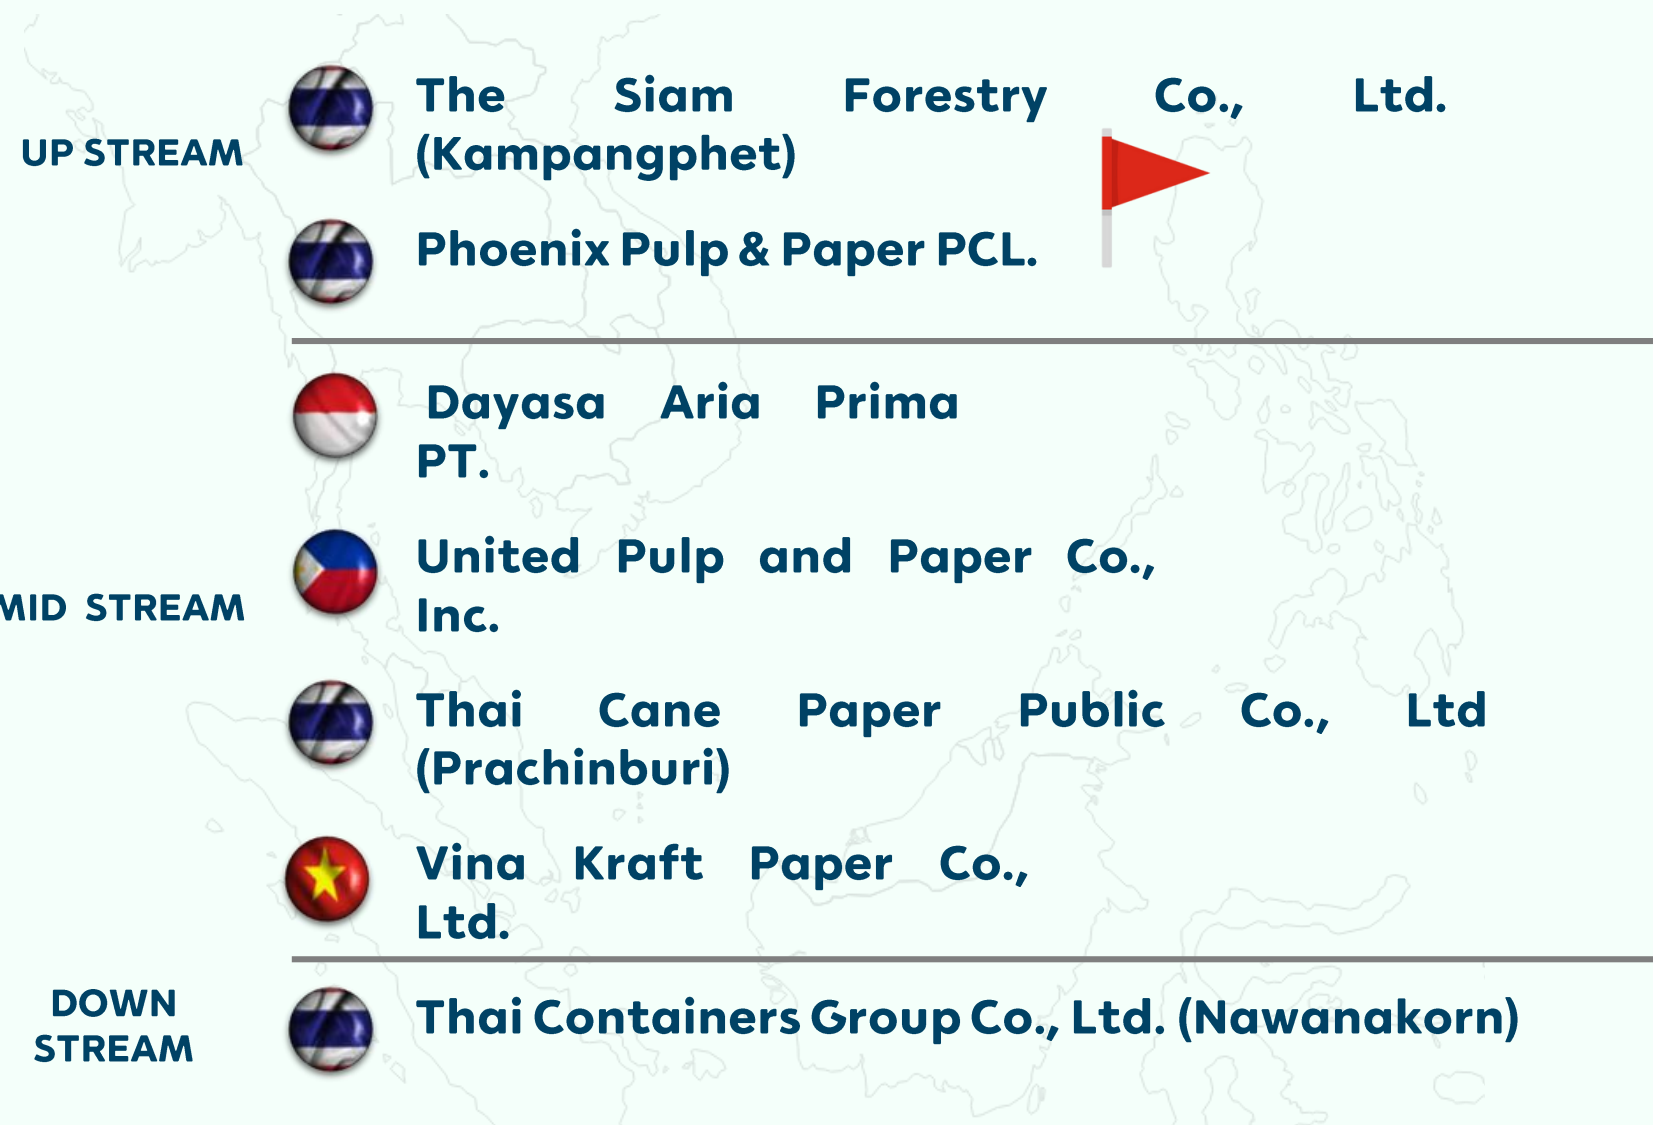 UP STREAM
The Siam Forestry Co., Ltd.
(Kampangphet)
Phoenix Pulp & Paper PCL.
MID STREAM
Dayasa Aria Prima
PT.
United Pulp and Paper Co.,
Inc.
Thai Cane Paper Public Co., Ltd
(Prachinburi)
Vina Kraft Paper Co.,
Ltd.
DOWN
STREAM
Thai Containers Group Co., Ltd. (Nawanakorn)